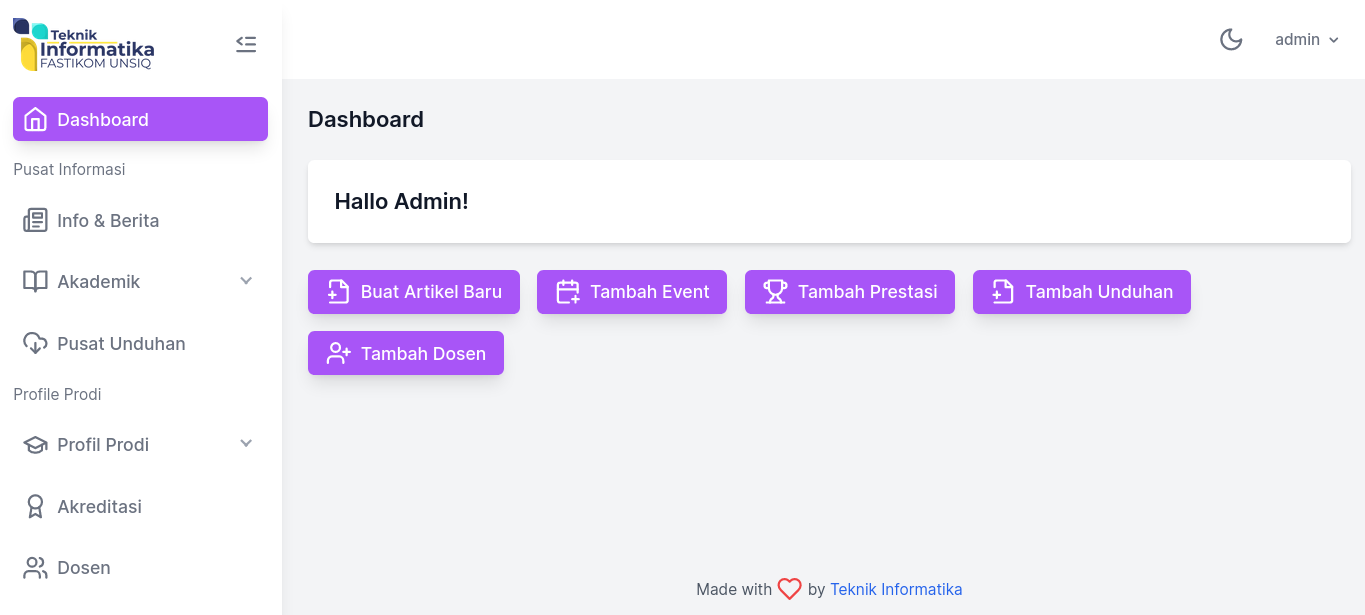 Teknik
Informatika
FASTIKOM UNSIQ
admin
Dashboard
Pusat Informasi
Info & Berita
Akademik
Pusat Unduhan
Profile Prodi
Profil Prodi
Akreditasi
Dosen
Dashboard
Hallo Admin!
Buat Artikel Baru
Tambah Event
Tambah Prestasi
Tambah Unduhan
Tambah Dosen
Made with by Teknik Informatika